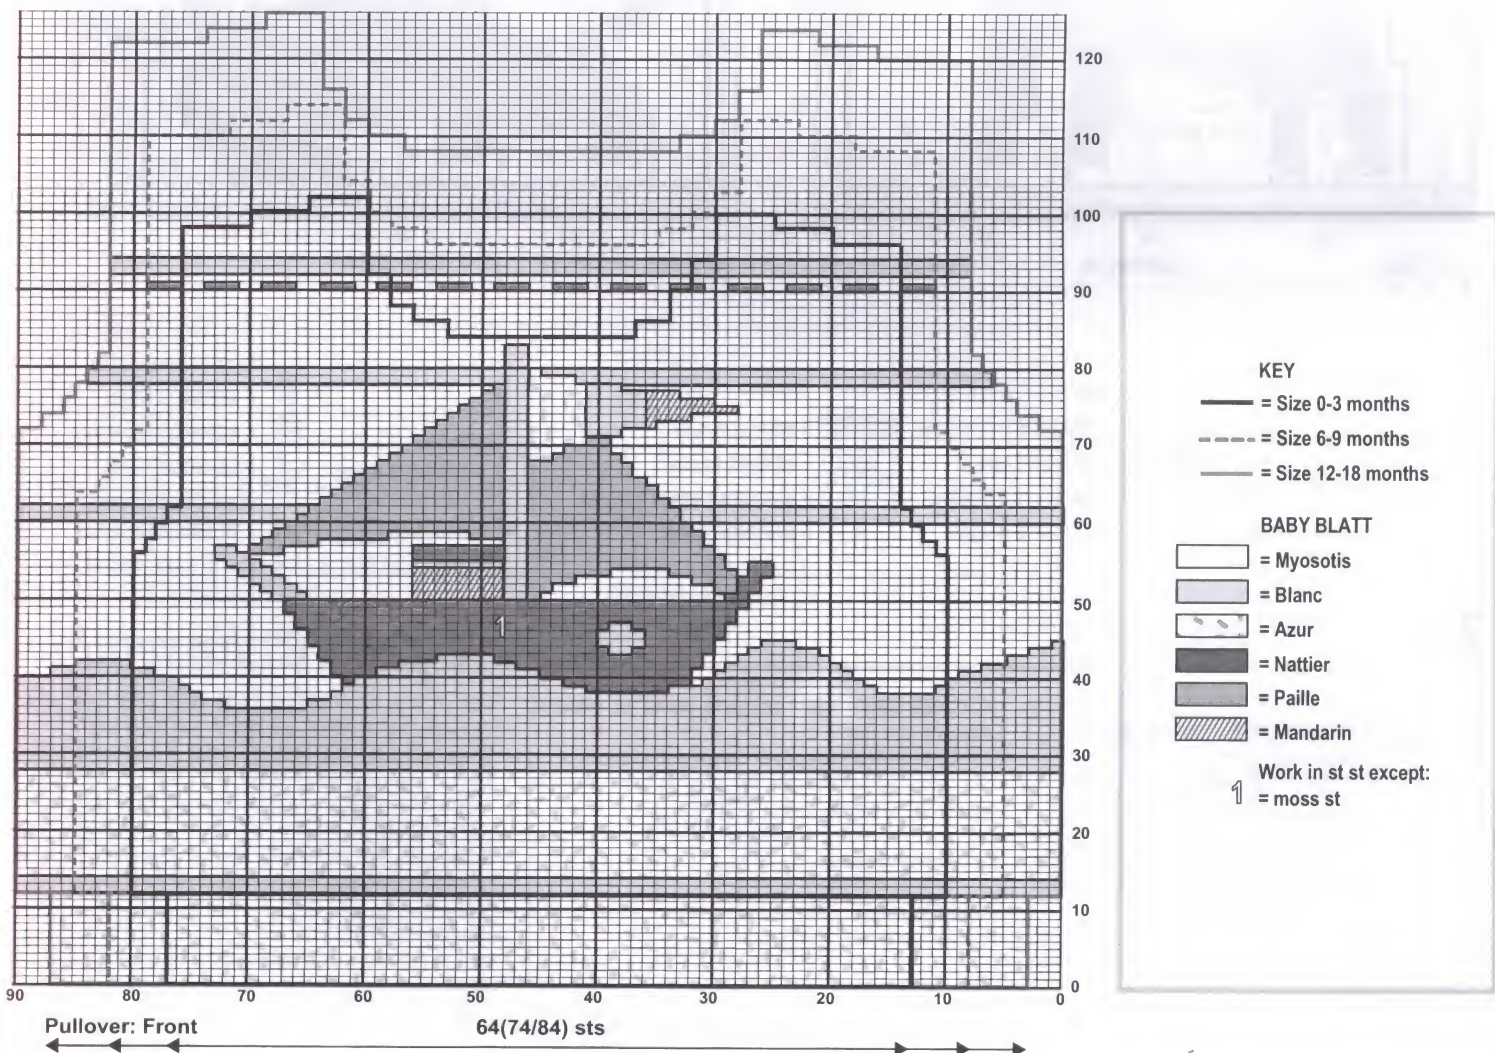 120
110
100
90
80
70
60
50
40
30
20
10
0
1
90 80 70 60 50 40 30 20 10 0
Pullover: Front 64(74/84) sts
KEY
= Size 0-3 months
= Size 6-9 months
= Size 12-18 months
BABY BLATT
= Myosotis
= Blanc
= Azur
= Nattier
= Paille
= Mandarin
Work in st st except:
1 = moss st